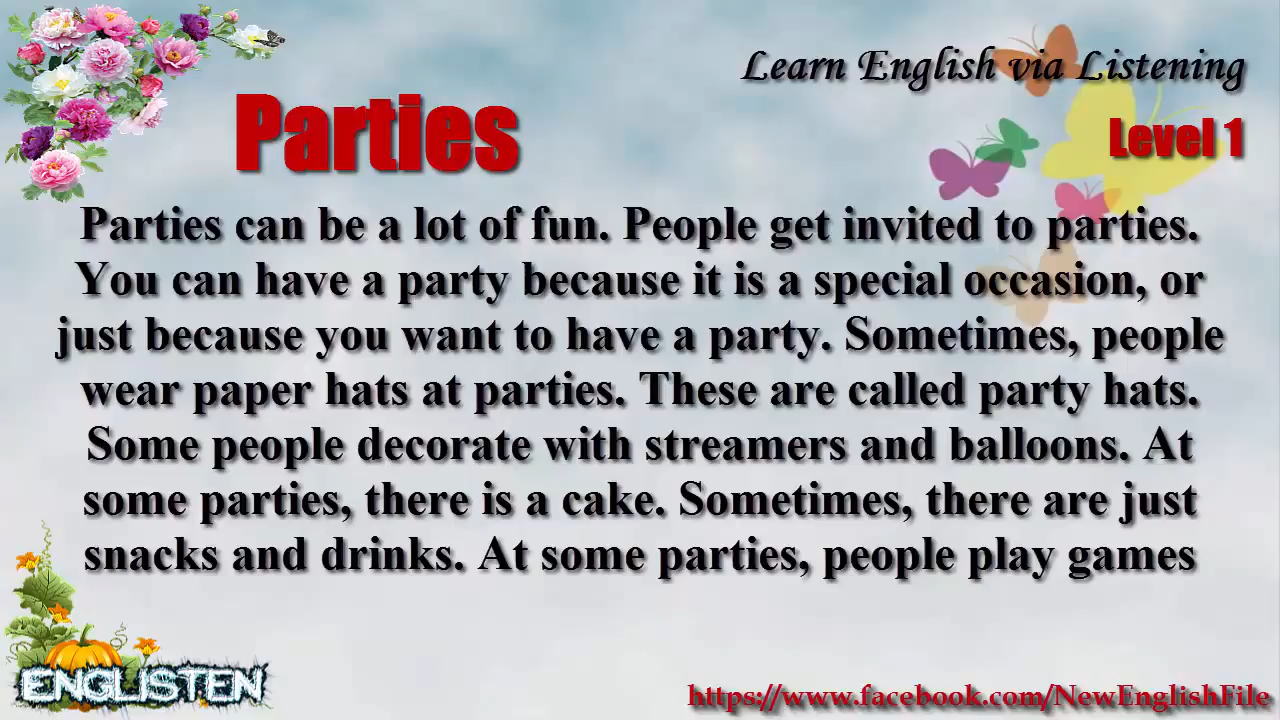 Learn English via Listening
Parties
Level 1
Parties can be a lot of fun. People get invited to parties.
You can have a party because it is a special occasion, or
just because you want to have a party. Sometimes, people
wear paper hats at parties. These are called party hats.
Some people decorate with streamers and balloons. At
some parties, there is a cake. Sometimes, there are just
snacks and drinks. At some parties, people play games
ENGLISTEN
https://www.facebook.com/NewEnglishFile